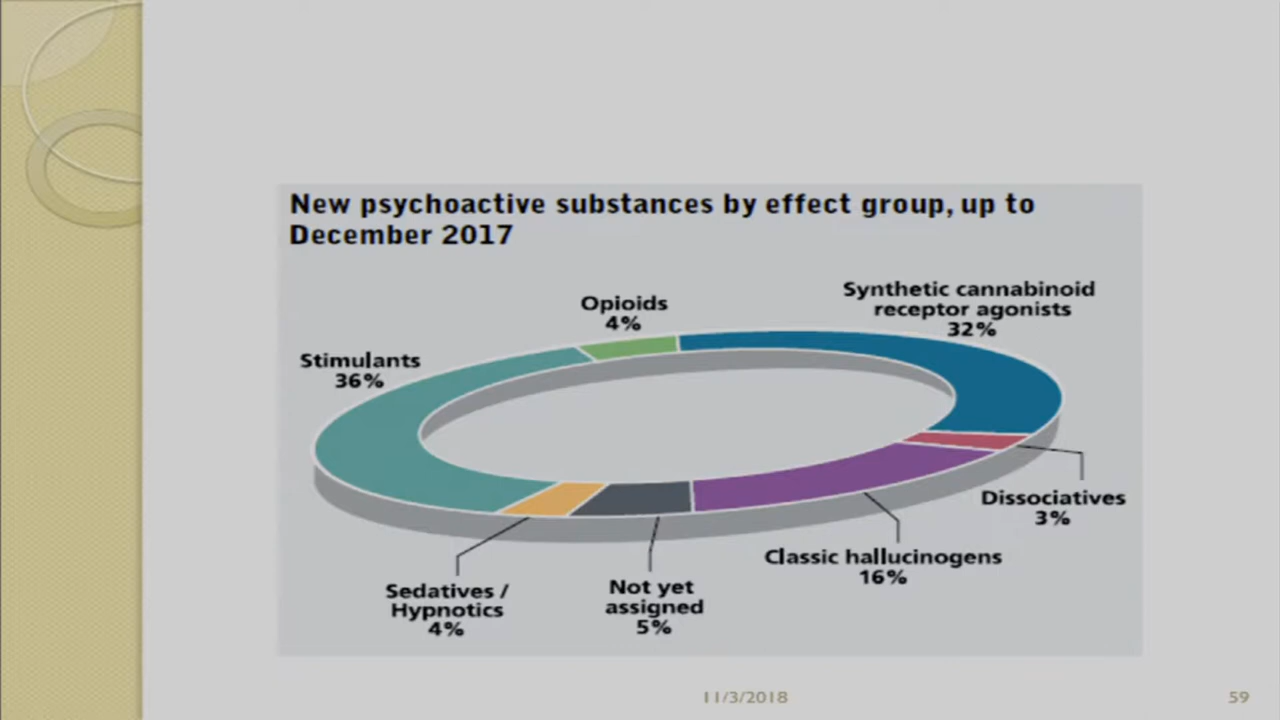 New psychoactive substances by effect group, up to
December 2017
Opioids
4%
Synthetic cannabinoid
receptor agonists
32%
Stimulants
36%
Dissociatives
3%
Classic hallucinogens
16%
Not yet
assigned
5%
Sedatives /
Hypnotics
4%
11/3/2018
59